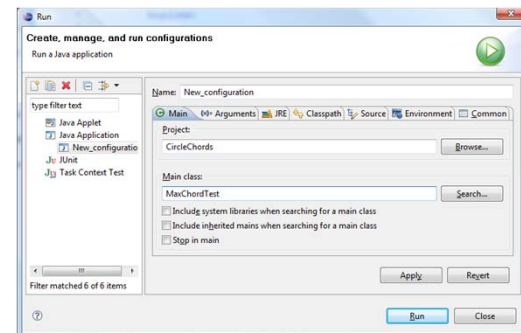 Run
Create, manage, and run configurations
Run a Java application
type filter text
Java Applet
Java Application
New_configuratio
Ju JUnit
Task Context Test
Filter matched 6 of 6 items
Name: New_configuration
Main (x)= Arguments JRE Classpath Source Environment Common
Project:
CircleChords
Browse...
Main class:
MaxChordTest
Search...
Include system libraries when searching for a main class
Include inherited mains when searching for a main class
Stop in main
Apply Revert
Run Close